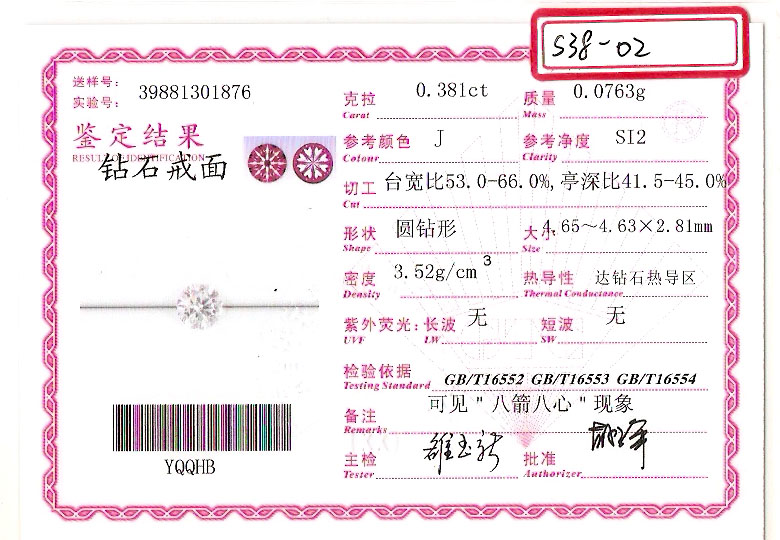 S38-02
送样号:
实验号: 39881301876
鉴定结果
RESULT OF IDENTIFICATION
钻石戒面
YQQHB
克拉 0.381ct 质量 0.0763g
Carat Mass
参考颜色 J 参考净度 SI2
Colour Clarity
切工 台宽比53.0-66.0%,亭深比41.5-45.0%
Cut
形状 圆钻形 大小 4.65～4.63×2.81mm
Shape Size
密度 3.52g/cm³ 热导性 达钻石热导区
Density Thermal Conductance
紫外荧光: 长波 无 短波 无
UVF LW SW
检验依据
Testing Standard GB/T16552 GB/T16553 GB/T16554
备注 可见"八箭八心"现象
Remarks
主检 批准
Tester Authorizer